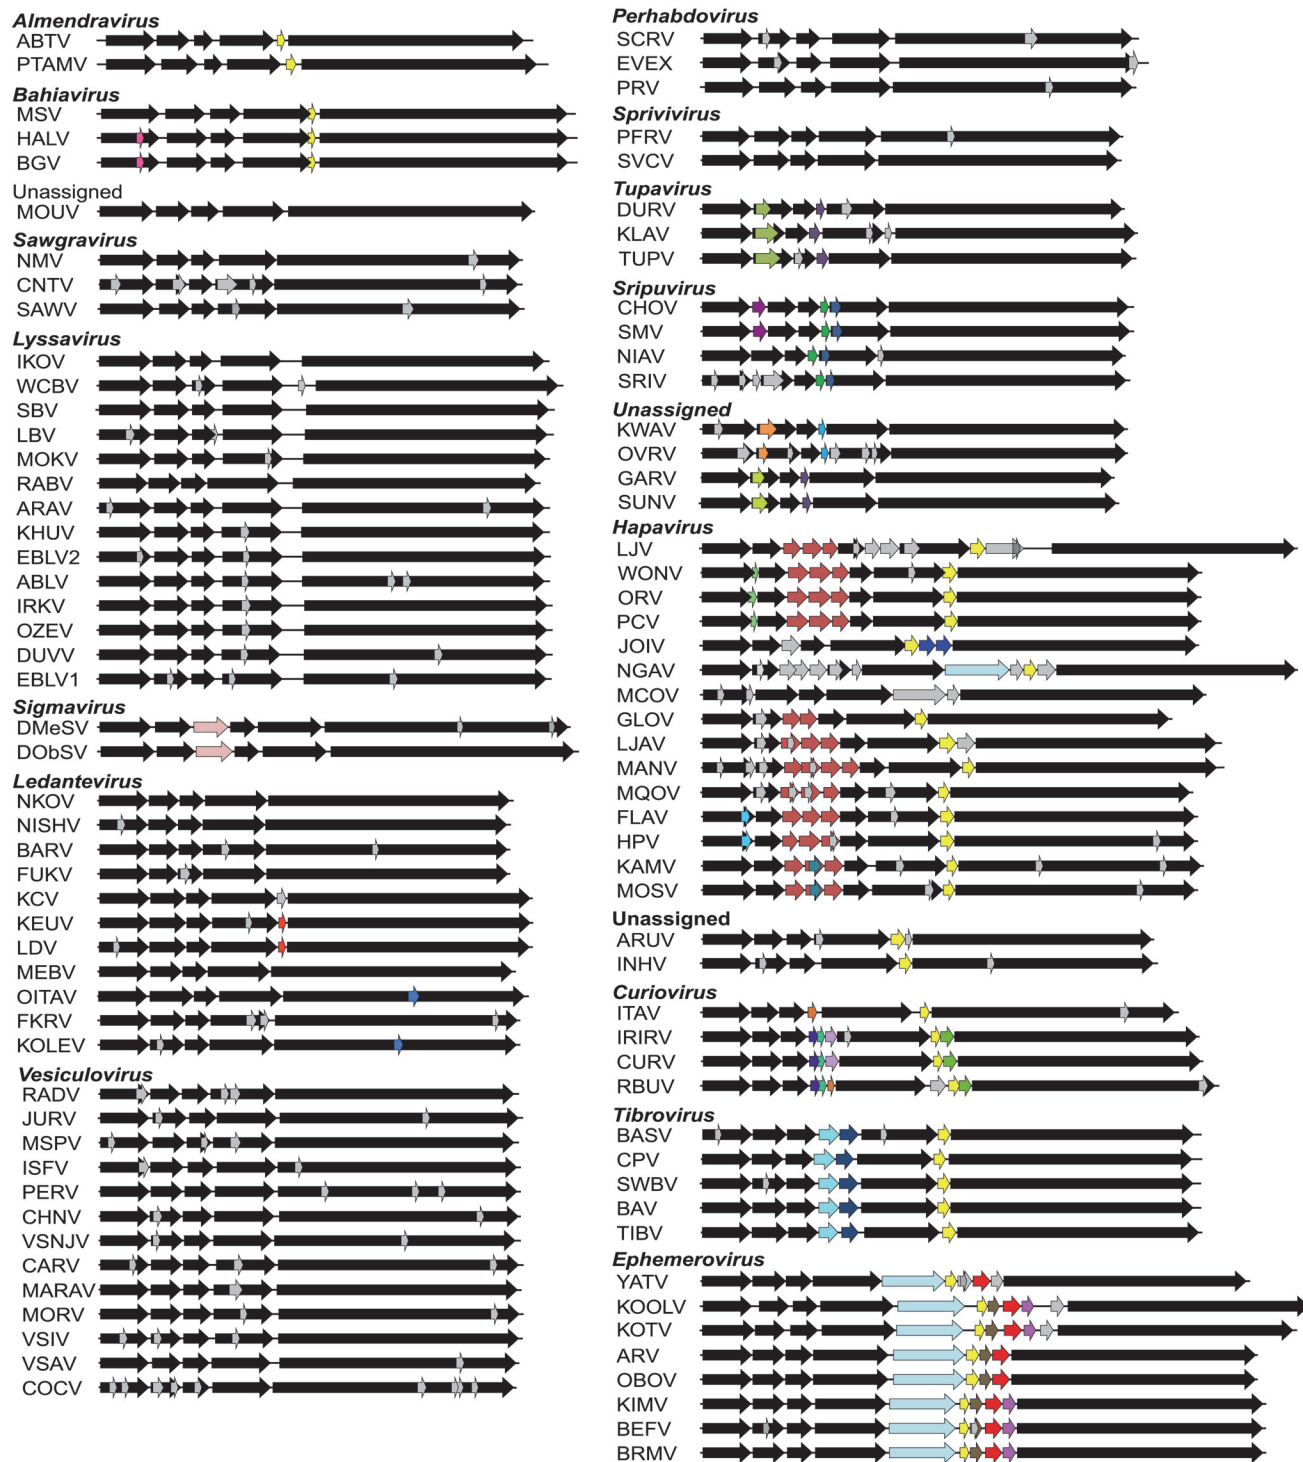 Almendravirus
ABTV
PTAMV
Bahiavirus
MSV
HALV
BGV
Unassigned
MOUV
Sawgravirus
NMV
CNTV
SAWV
Lyssavirus
IKOV
WCBV
SBV
LBV
MOKV
RABV
ARAV
KHUV
EBLV2
ABLV
IRKV
OZEV
DUVV
EBLV1
Sigmavirus
DMeSV
DObSV
Ledantevirus
NKOV
NISHV
BARV
FUKV
KCV
KEUV
LDV
MEBV
OITAV
FKRV
KOLEV
Vesiculovirus
RADV
JURV
MSPV
ISFV
PERV
CHNV
VSNJV
CARV
MARAV
MORV
VSIV
VSAV
COCV
Perhabdovirus
SCRV
EVEX
PRV
Sprivivirus
PFRV
SVCV
Tupavirus
DURV
KLAV
TUPV
Sripuvirus
CHOV
SMV
NIAV
SRIV
Unassigned
KWAV
OVRV
GARV
SUNV
Hapavirus
LJV
WONV
ORV
PCV
JOIV
NGAV
MCOV
GLOV
LJAV
MANV
MQOV
FLAV
HPV
KAMV
MOSV
Unassigned
ARUV
INHV
Curiovirus
ITAV
IRIRV
CURV
RBUV
Tibrovirus
BASV
CPV
SWBV
BAV
TIBV
Ephemerovirus
YATV
KOOLV
KOTV
ARV
OBOV
KIMV
BEFV
BRMV